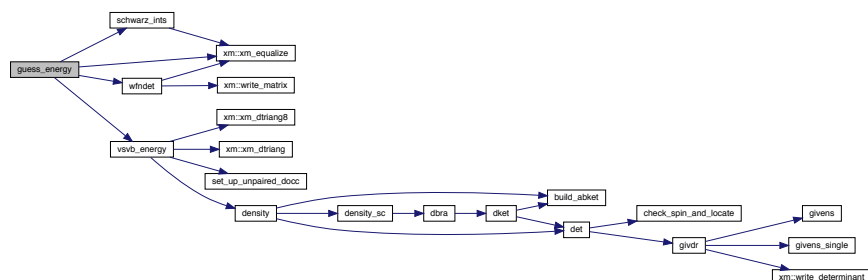 schwarz_ints
xm::xm_equalize
guess_energy
wfndet
xm::write_matrix
xm::xm_dtriang8
vsvb_energy
xm::xm_dtriang
set_up_unpaired_docc
build_abket
density
density_sc
dbra
dket
det
check_spin_and_locate
givdr
givens
givens_single
xm::write_determinant